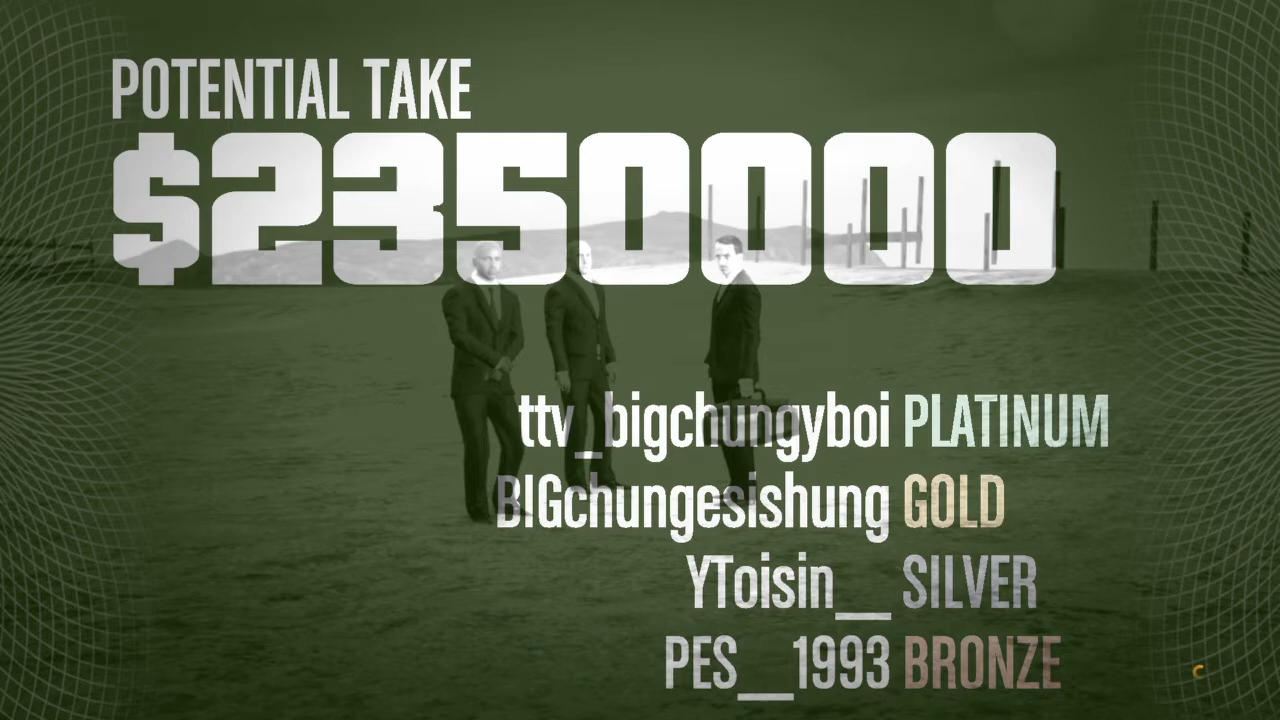 POTENTIAL TAKE
$2350000
ttv_bigchungyboi PLATINUM
BIGchungesishung GOLD
YToisin__ SILVER
PES__1993 BRONZE